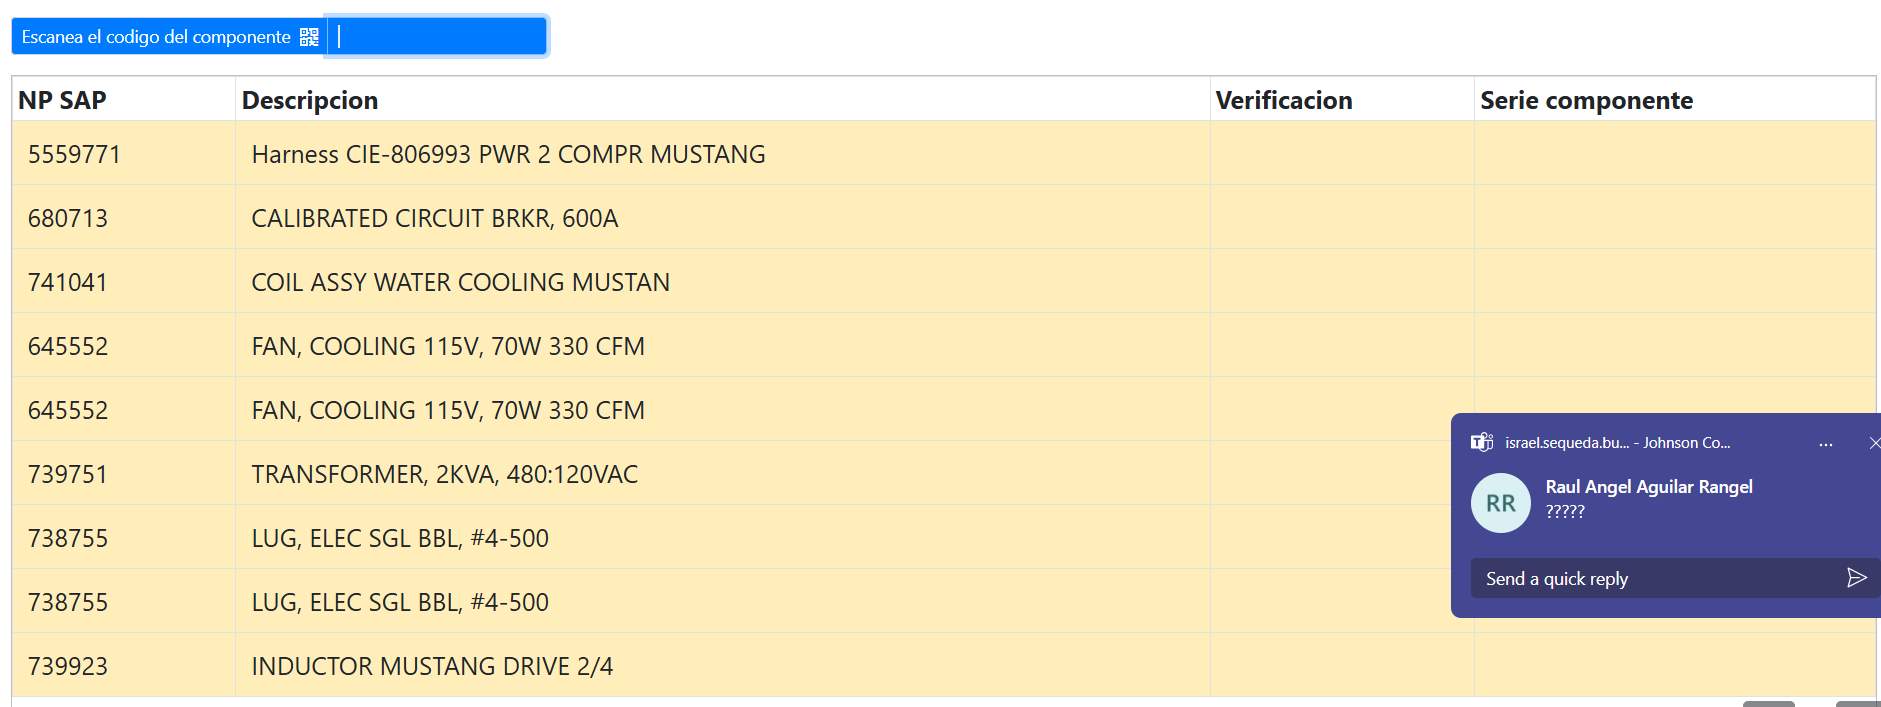 Escanea el codigo del componente
NP SAP Descripcion Verificacion Serie componente
5559771 Harness CIE-806993 PWR 2 COMPR MUSTANG
680713 CALIBRATED CIRCUIT BRKR, 600A
741041 COIL ASSY WATER COOLING MUSTAN
645552 FAN, COOLING 115V, 70W 330 CFM
645552 FAN, COOLING 115V, 70W 330 CFM
739751 TRANSFORMER, 2KVA, 480:120VAC
738755 LUG, ELEC SGL BBL, #4-500
738755 LUG, ELEC SGL BBL, #4-500
739923 INDUCTOR MUSTANG DRIVE 2/4
israel.sequeda.bu... - Johnson Co...
RR
Raul Angel Aguilar Rangel
?????
Send a quick reply